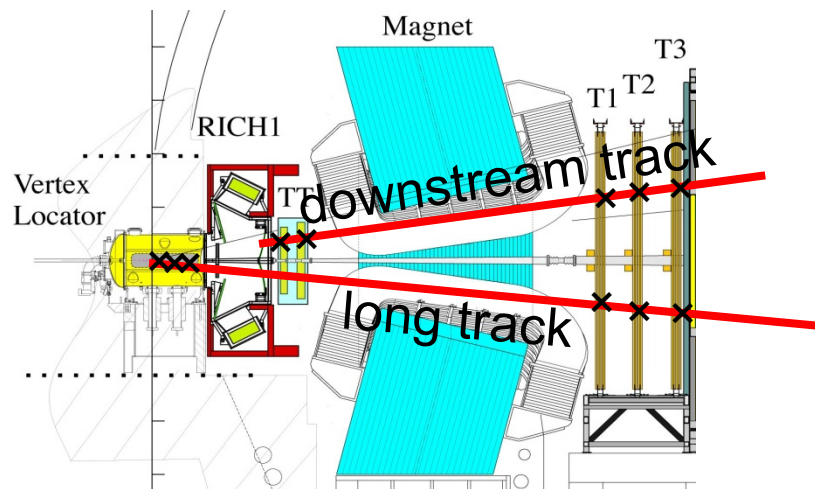 Magnet
T3
T2
T1
RICH1
Vertex
Locator
TT
downstream track
long track